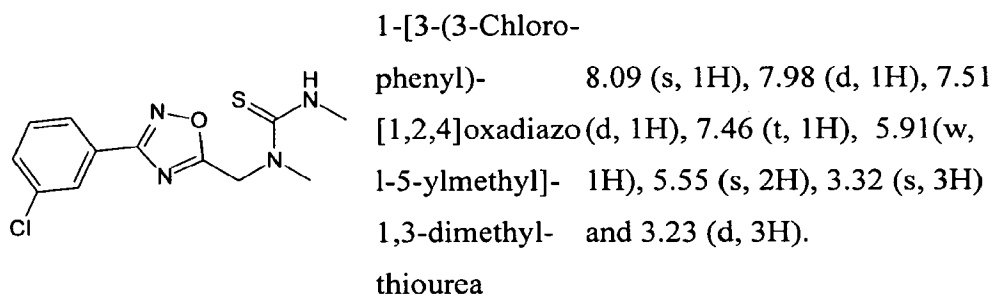 H
S
N
N
O
N
N
Cl
1-[3-(3-Chloro-
phenyl)-
[1,2,4]oxadiazo
l-5-ylmethyl]-
1,3-dimethyl-
thiourea
8.09 (s, 1H), 7.98 (d, 1H), 7.51
(d, 1H), 7.46 (t, 1H), 5.91(w,
1H), 5.55 (s, 2H), 3.32 (s, 3H)
and 3.23 (d, 3H).